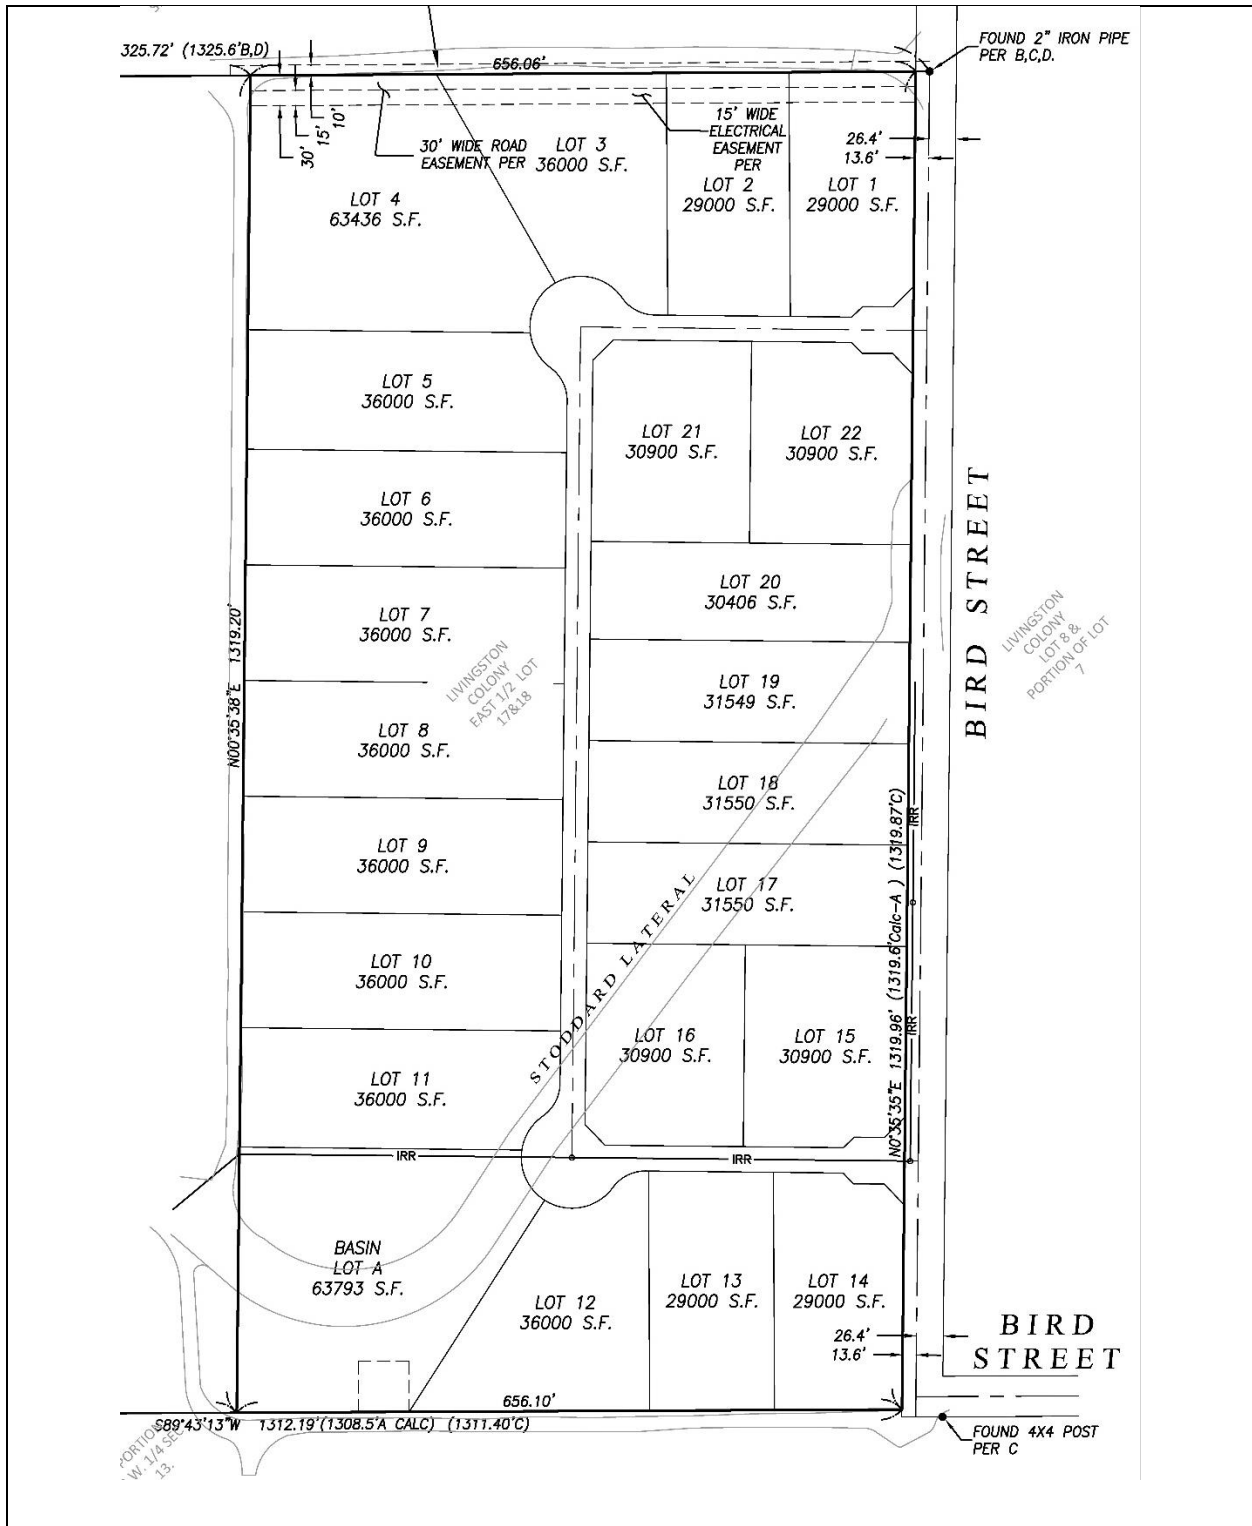 325.72' (1325.6'B,D)
656.06'
FOUND 2" IRON PIPE
PER B,C,D.
30'
15'
10'
30' WIDE ROAD
EASEMENT PER
15' WIDE
ELECTRICAL
EASEMENT
PER
26.4'
13.6'
LOT 3
36000 S.F.
LOT 4
63436 S.F.
LOT 2
29000 S.F.
LOT 1
29000 S.F.
LOT 5
36000 S.F.
LOT 21
30900 S.F.
LOT 22
30900 S.F.
LOT 6
36000 S.F.
BIRD STREET
LOT 20
30406 S.F.
LOT 7
36000 S.F.
N00°35'38"E 1319.20'
LIVINGSTON
COLONY
EAST 1/2 LOT
17&18
LIVINGSTON
COLONY
LOT 8 &
PORTION OF LOT
7
LOT 19
31549 S.F.
LOT 8
36000 S.F.
LOT 18
31550 S.F.
IRR
LOT 9
36000 S.F.
LOT 17
31550 S.F.
N0°35'35"E 1319.96' (1319.6'Calc-A ) (1319.87'C)
STODDARD LATERAL
LOT 10
36000 S.F.
IRR
LOT 16
30900 S.F.
LOT 15
30900 S.F.
LOT 11
36000 S.F.
IRR
IRR
BASIN
LOT A
63793 S.F.
LOT 12
36000 S.F.
LOT 13
29000 S.F.
LOT 14
29000 S.F.
26.4'
13.6'
BIRD
STREET
656.10'
S89°43'13"W 1312.19'(1308.5'A CALC) (1311.40'C)
PORTION
W. 1/4 SEC
13.
FOUND 4X4 POST
PER C